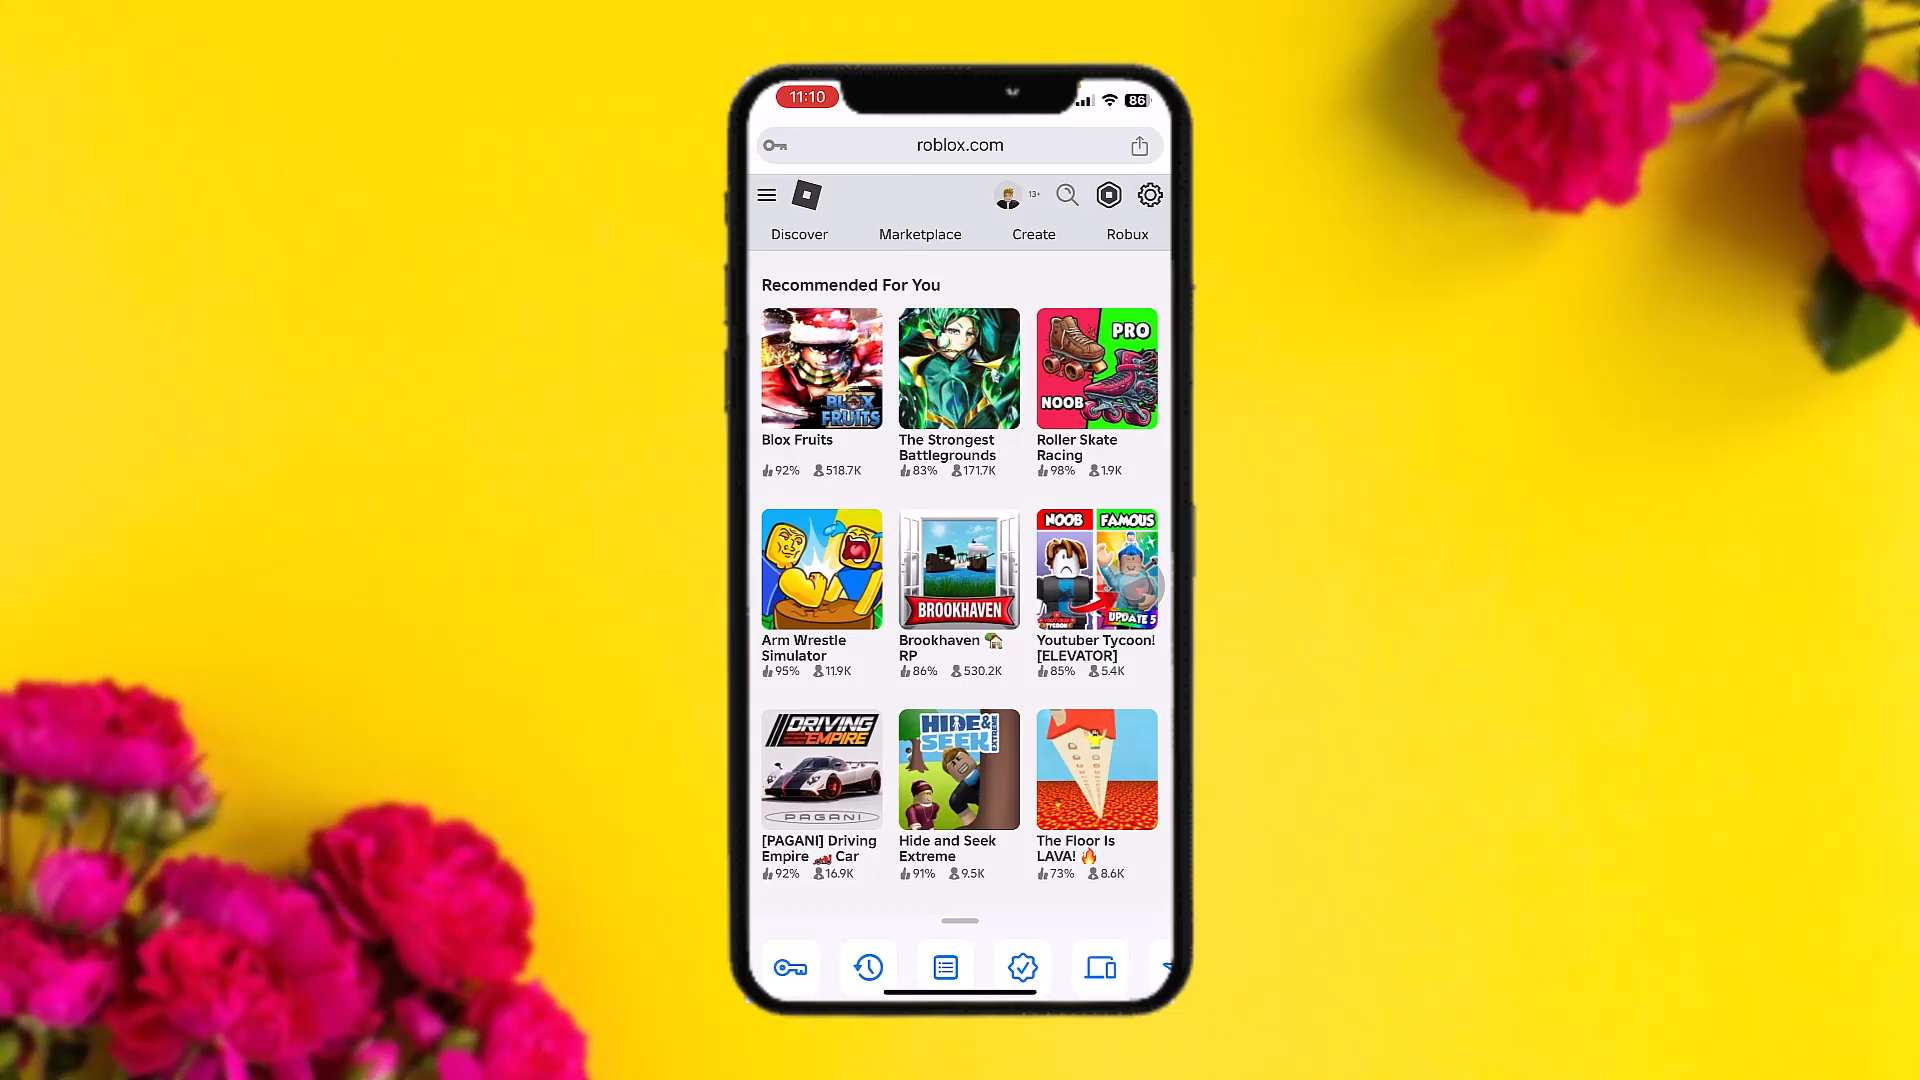 11:10
86
roblox.com
13+
Discover Marketplace Create Robux
Recommended For You
BLOX FRUITS
PRO
NOOB
Blox Fruits
92% 518.7K
The Strongest
Battlegrounds
83% 171.7K
Roller Skate
Racing
98% 1.9K
BROOKHAVEN
NOOB FAMOUS
UPDATE 5
YOUTUBER
TYCOON
Arm Wrestle
Simulator
95% 11.9K
Brookhaven 🏡
RP
86% 530.2K
Youtuber Tycoon!
[ELEVATOR]
85% 5.4K
DRIVING
EMPIRE
PAGANI
HIDE &
SEEK
EXTREME
[PAGANI] Driving
Empire 🏎️ Car
92% 16.9K
Hide and Seek
Extreme
91% 9.5K
The Floor Is
LAVA! 🔥
73% 8.6K